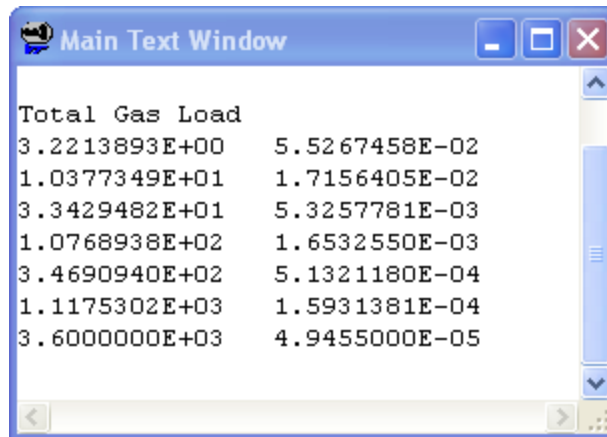 Main Text Window
Total Gas Load
3.2213893E+00 5.5267458E-02
1.0377349E+01 1.7156405E-02
3.3429482E+01 5.3257781E-03
1.0768938E+02 1.6532550E-03
3.4690940E+02 5.1321180E-04
1.1175302E+03 1.5931381E-04
3.6000000E+03 4.9455000E-05